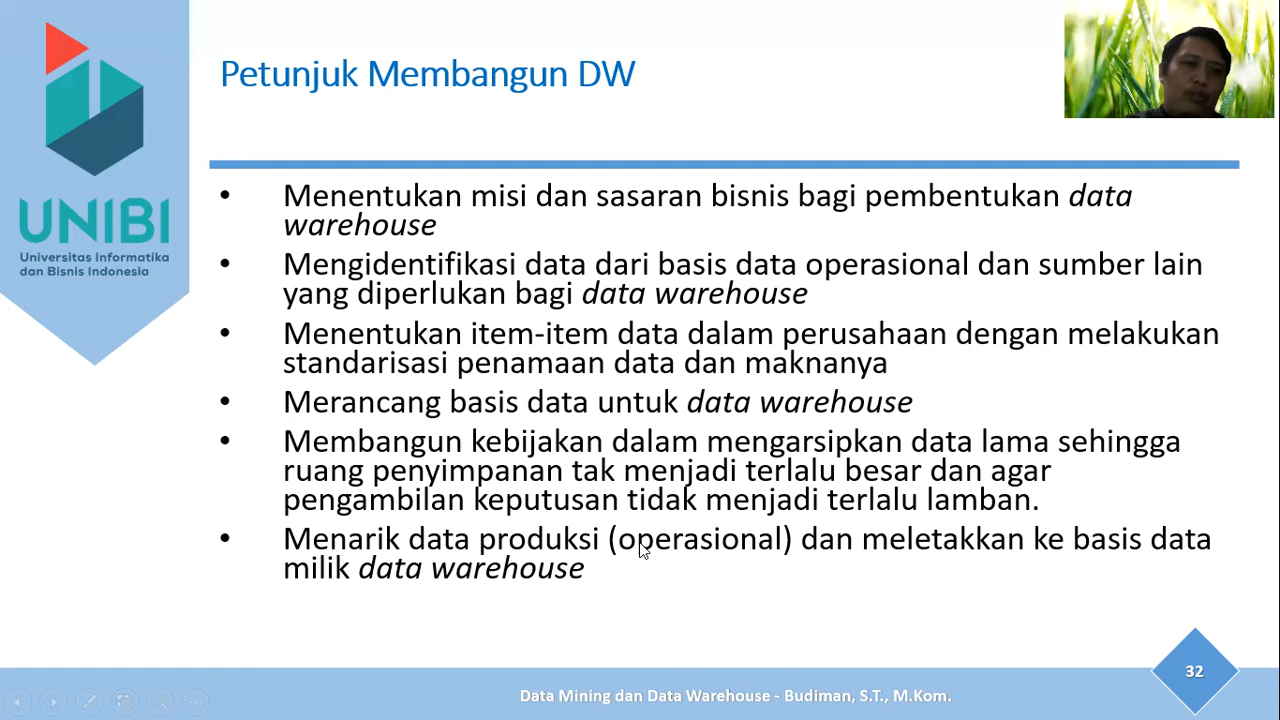 Petunjuk Membangun DW
UNIBI
Universitas Informatika
dan Bisnis Indonesia
• Menentukan misi dan sasaran bisnis bagi pembentukan data
warehouse
• Mengidentifikasi data dari basis data operasional dan sumber lain
yang diperlukan bagi data warehouse
• Menentukan item-item data dalam perusahaan dengan melakukan
standarisasi penamaan data dan maknanya
• Merancang basis data untuk data warehouse
• Membangun kebijakan dalam mengarsipkan data lama sehingga
ruang penyimpanan tak menjadi terlalu besar dan agar
pengambilan keputusan tidak menjadi terlalu lamban.
• Menarik data produksi (operasional) dan meletakkan ke basis data
milik data warehouse
32
Data Mining dan Data Warehouse - Budiman, S.T., M.Kom.